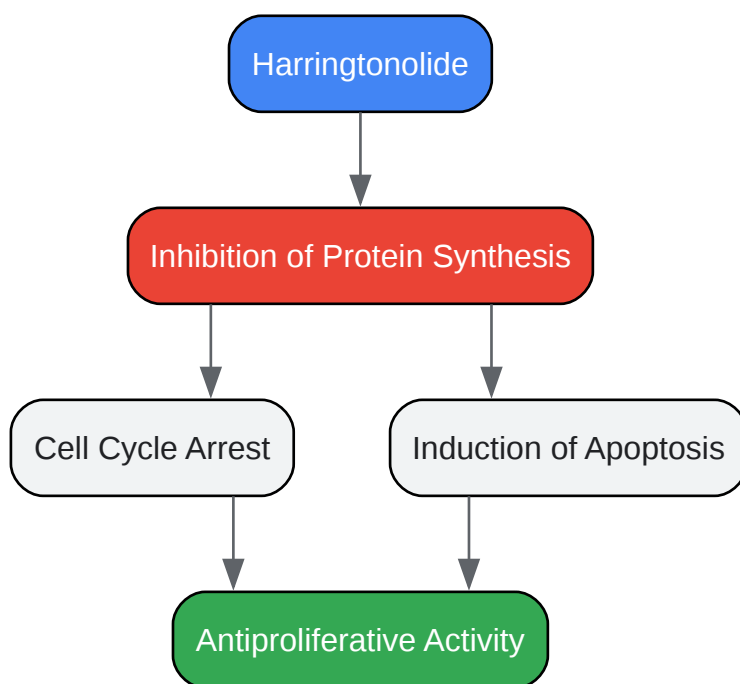 Harringtonolide
Inhibition of Protein Synthesis
Cell Cycle Arrest
Induction of Apoptosis
Antiproliferative Activity